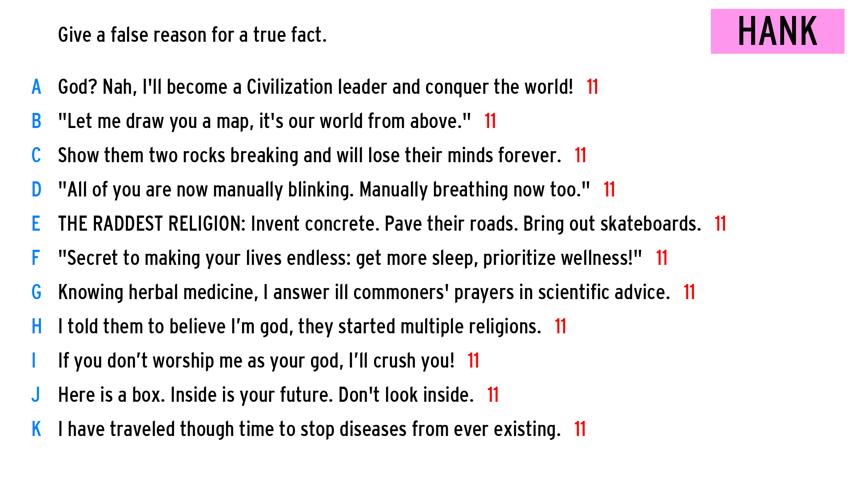 Give a false reason for a true fact.
HANK
A God? Nah, I'll become a Civilization leader and conquer the world! 11
B "Let me draw you a map, it's our world from above." 11
C Show them two rocks breaking and will lose their minds forever. 11
D "All of you are now manually blinking. Manually breathing now too." 11
E THE RADDEST RELIGION: Invent concrete. Pave their roads. Bring out skateboards. 11
F "Secret to making your lives endless: get more sleep, prioritize wellness!" 11
G Knowing herbal medicine, I answer ill commoners' prayers in scientific advice. 11
H I told them to believe I’m god, they started multiple religions. 11
I If you don’t worship me as your god, I’ll crush you! 11
J Here is a box. Inside is your future. Don't look inside. 11
K I have traveled though time to stop diseases from ever existing. 11